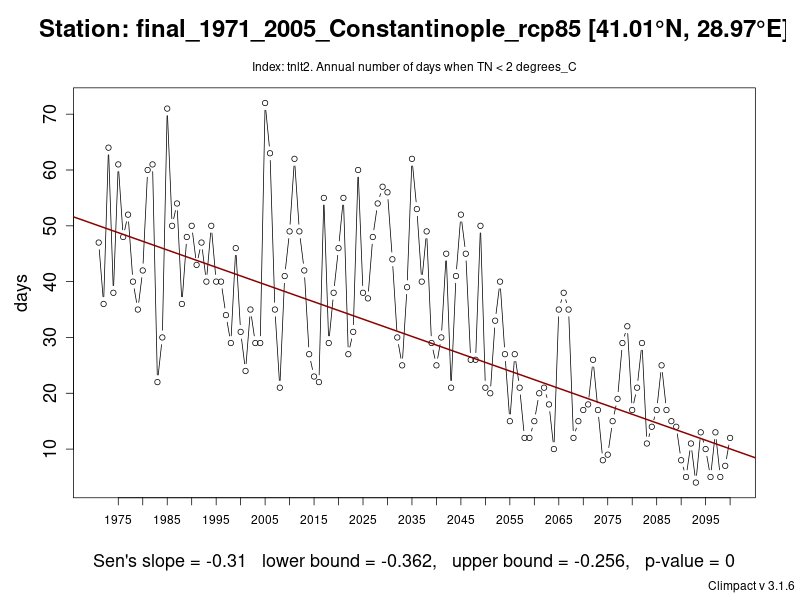 Station: final_1971_2005_Constantinople_rcp85 [41.01°N, 28.97°E]
Index: tnlt2. Annual number of days when TN < 2 degrees_C
days
70
60
50
40
30
20
10
1975 1985 1995 2005 2015 2025 2035 2045 2055 2065 2075 2085 2095
Sen's slope = -0.31 lower bound = -0.362, upper bound = -0.256, p-value = 0
Climpact v 3.1.6